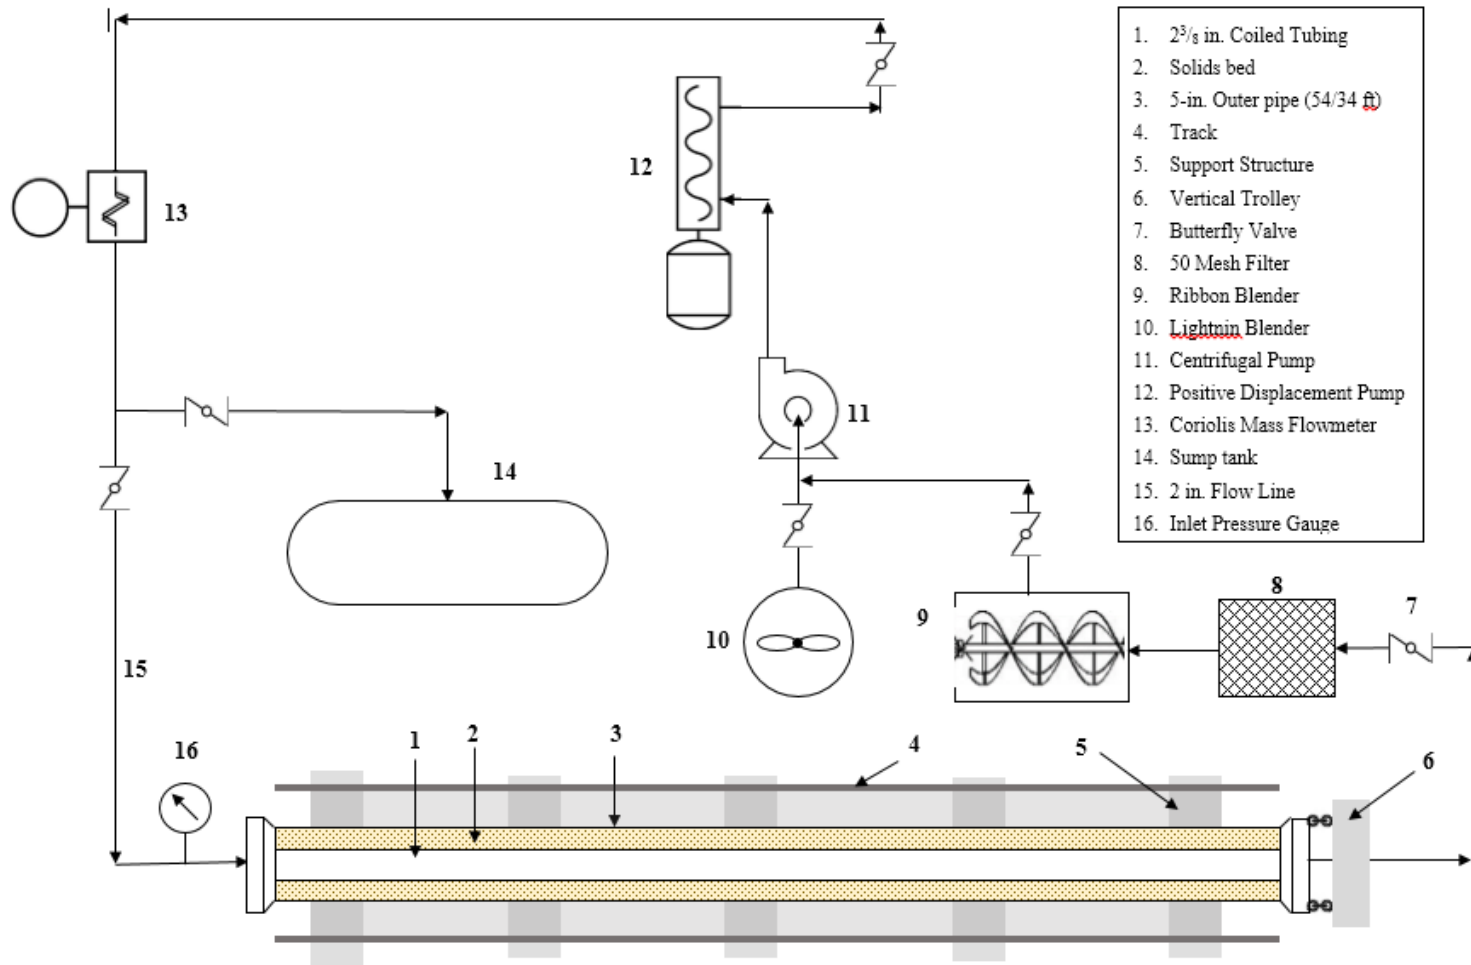 1. 2³/₈ in. Coiled Tubing
2. Solids bed
3. 5-in. Outer pipe (54/34 ft)
4. Track
5. Support Structure
6. Vertical Trolley
7. Butterfly Valve
8. 50 Mesh Filter
9. Ribbon Blender
10. Lightnin Blender
11. Centrifugal Pump
12. Positive Displacement Pump
13. Coriolis Mass Flowmeter
14. Sump tank
15. 2 in. Flow Line
16. Inlet Pressure Gauge
12
13
11
14
8
7
9
10
15
16
1
2
3
4
5
6